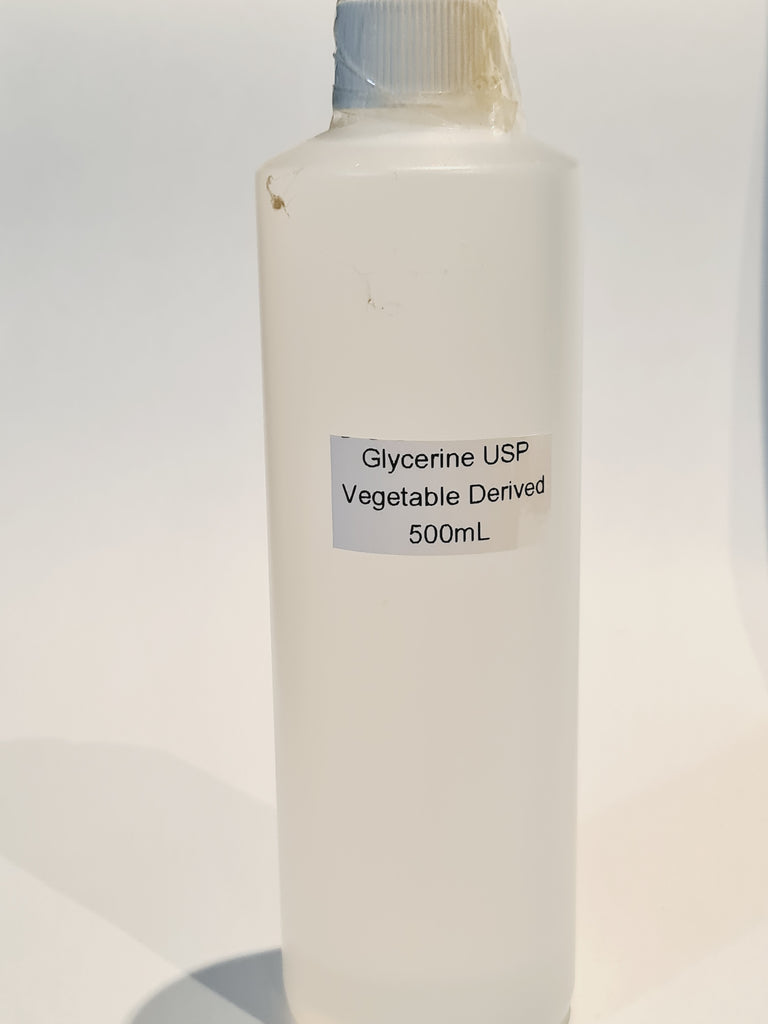 Glycerine USP
Vegetable Derived
500mL